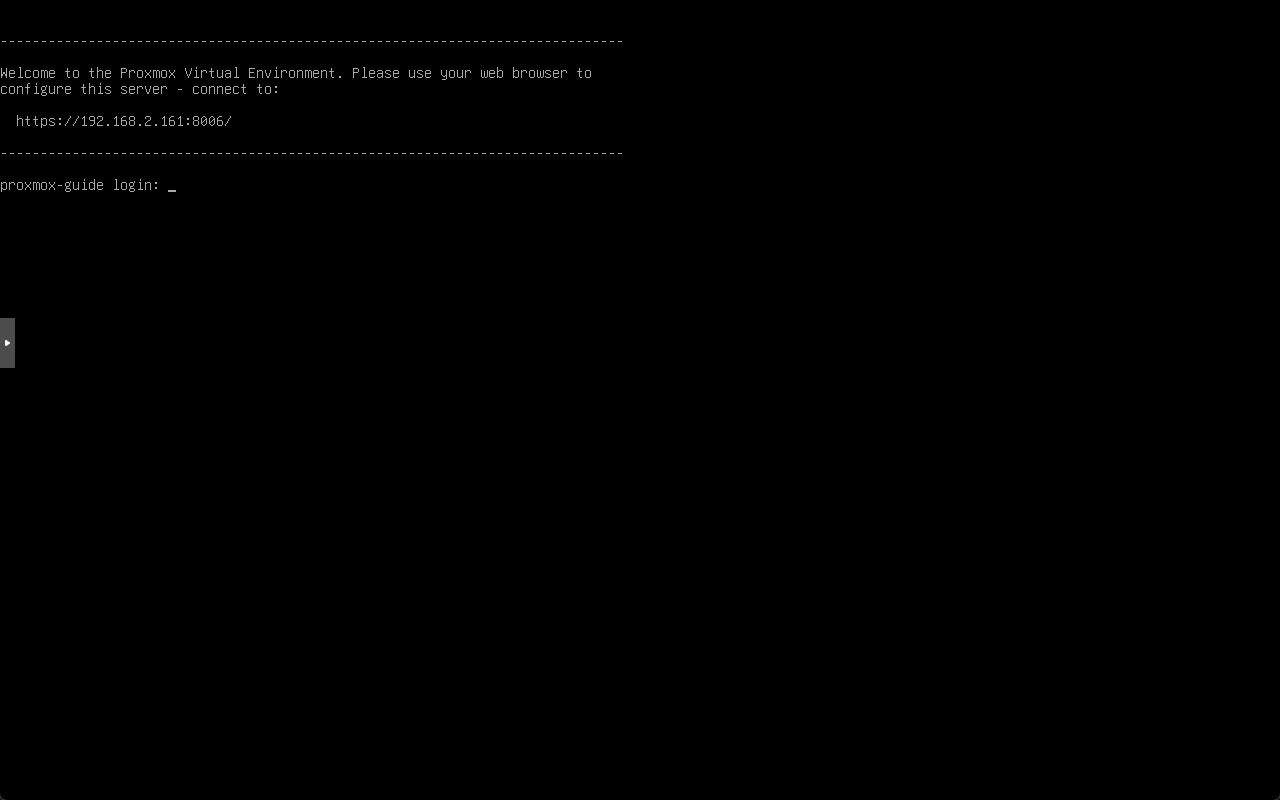 ------------------------------------------------------------------------------
Welcome to the Proxmox Virtual Environment. Please use your web browser to
configure this server - connect to:
https://192.168.2.161:8006/
------------------------------------------------------------------------------
proxmox-guide login: _